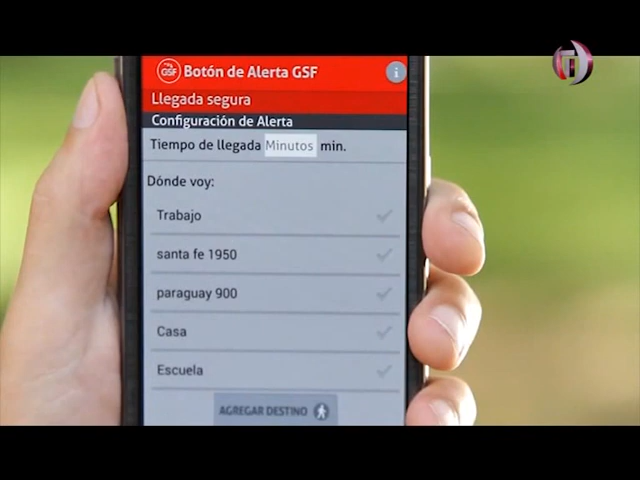 GSF Botón de Alerta GSF i
Llegada segura
Configuración de Alerta
Tiempo de llegada Minutos min.
Dónde voy:
Trabajo
santa fe 1950
paraguay 900
Casa
Escuela
AGREGAR DESTINO